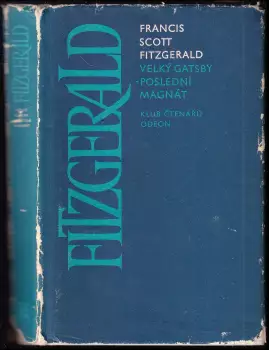 FITZGERALD
FITZGERALD
FRANCIS
SCOTT
FITZGERALD
VELKÝ GATSBY
POSLEDNÍ
MAGNÁT
KLUB ČTENÁŘŮ
ODEON